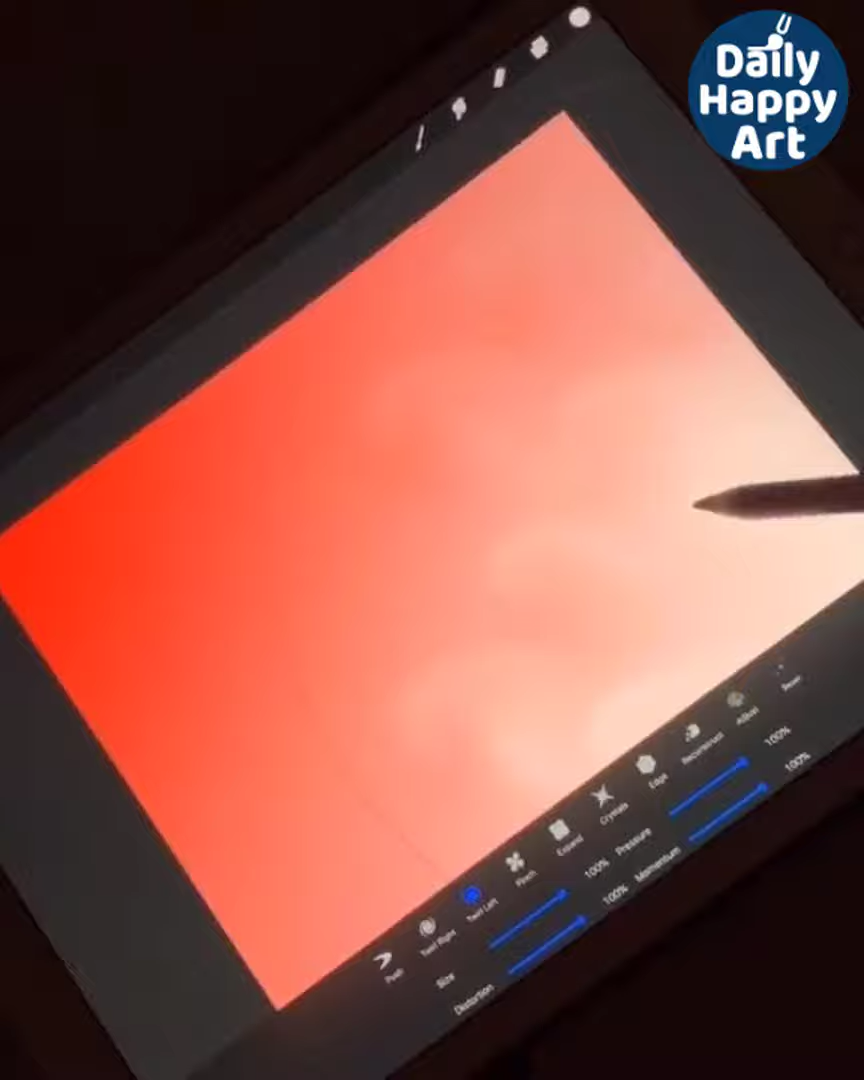 Daily
Happy
Art
Push
Twirl Right
Twirl Left
Pinch
Expand
Crystals
Edge
Reconstruct
Adjust
Reset
Size
100%
Pressure
100%
Distortion
100%
Momentum
100%